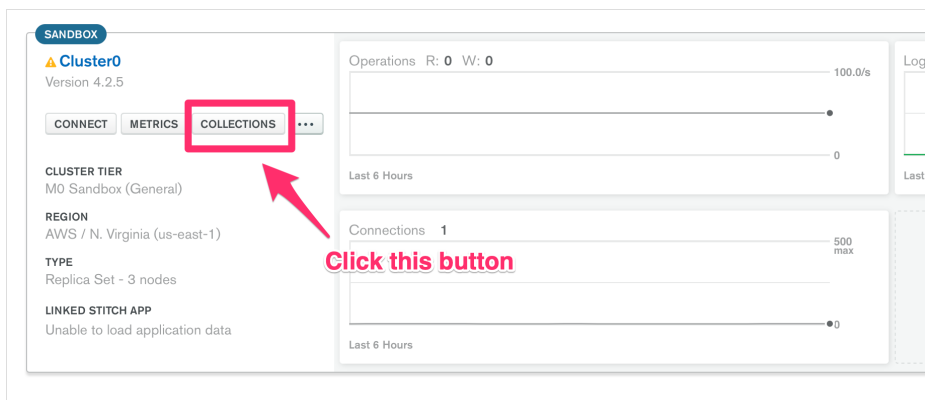 SANDBOX
Cluster0
Version 4.2.5
CONNECT METRICS COLLECTIONS ...
CLUSTER TIER
M0 Sandbox (General)
REGION
AWS / N. Virginia (us-east-1)
TYPE
Replica Set - 3 nodes
LINKED STITCH APP
Unable to load application data
Operations R: 0 W: 0
100.0/s
0
Last 6 Hours
Connections 1
500
max
0
Last 6 Hours
Log
Last
Click this button